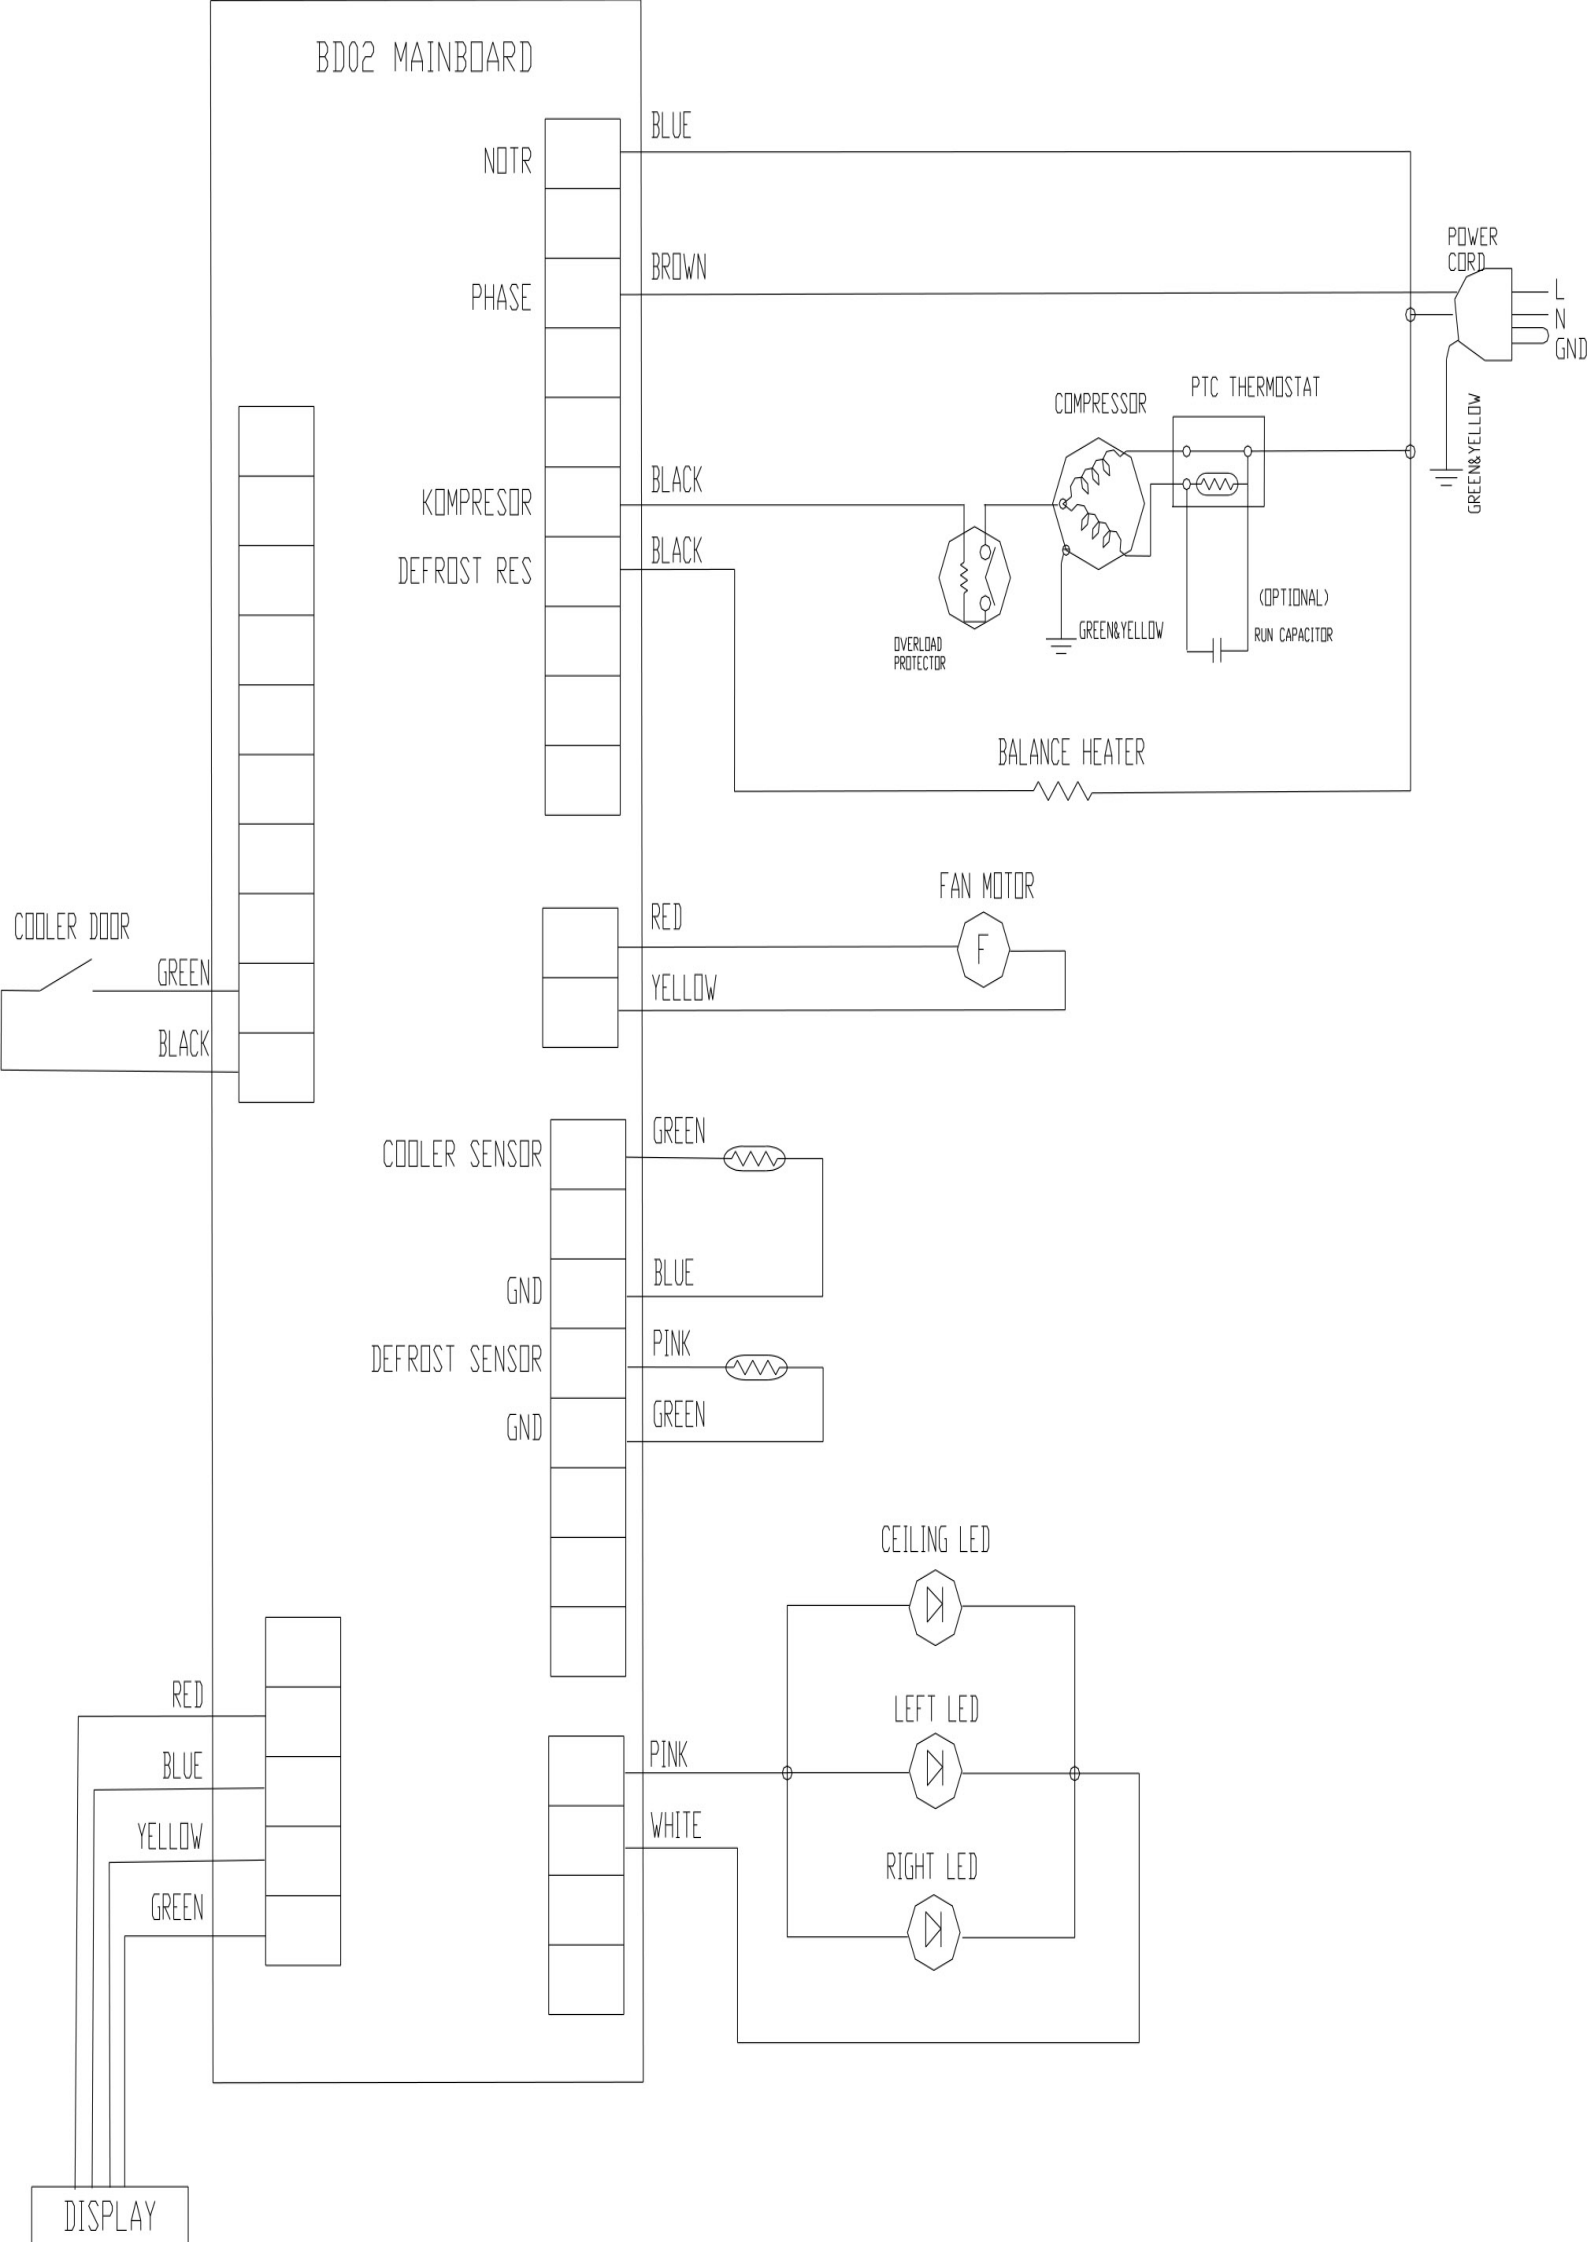 BD02 MAINBOARD
BLUE
NOTR
POWER
CORD
BROWN
PHASE
L
N
GND
GREEN&YELLOW
PTC THERMOSTAT
COMPRESSOR
BLACK
KOMPRESOR
BLACK
DEFROST RES
(OPTIONAL)
RUN CAPACITOR
GREEN&YELLOW
OVERLOAD
PROTECTOR
BALANCE HEATER
FAN MOTOR
F
RED
YELLOW
COOLER DOOR
GREEN
BLACK
GREEN
COOLER SENSOR
BLUE
GND
PINK
DEFROST SENSOR
GREEN
GND
CEILING LED
LEFT LED
RIGHT LED
PINK
WHITE
RED
BLUE
YELLOW
GREEN
DISPLAY